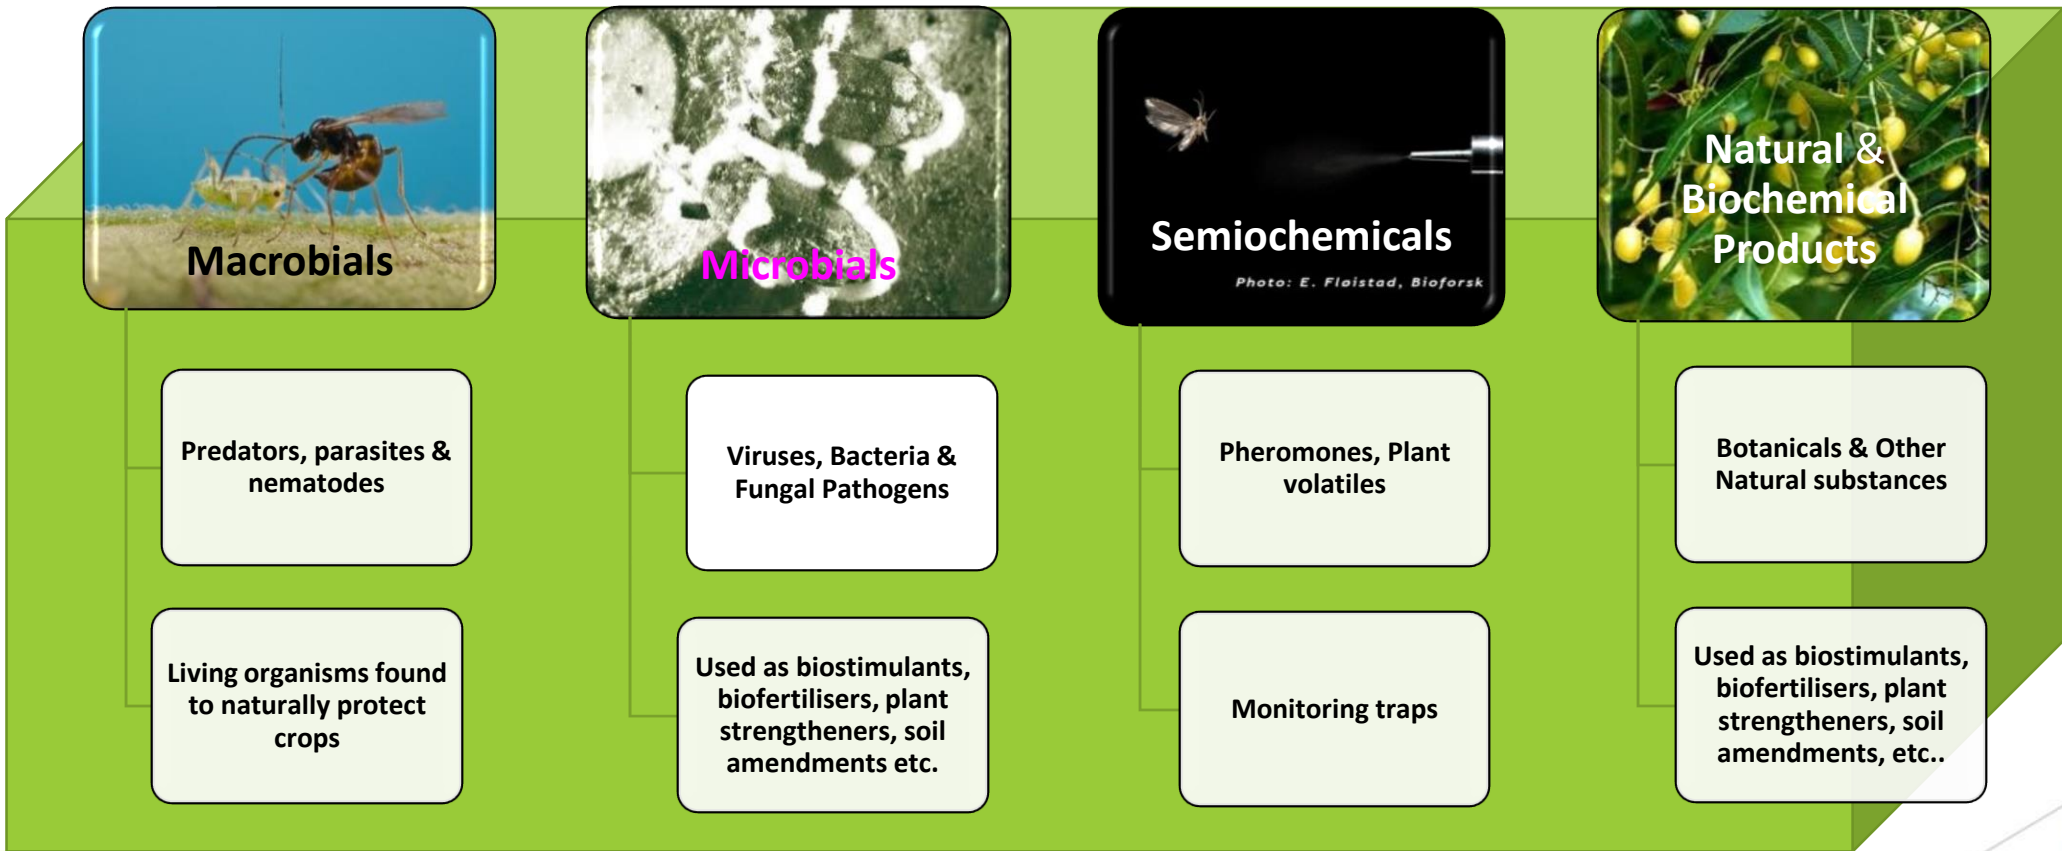 Macrobials
Predators, parasites &
nematodes
Living organisms found
to naturally protect
crops
Microbials
Viruses, Bacteria &
Fungal Pathogens
Used as biostimulants,
biofertilisers, plant
strengtheners, soil
amendments etc.
Semiochemicals
Photo: E. Fløistad, Bioforsk
Pheromones, Plant
volatiles
Monitoring traps
Natural &
Biochemical
Products
Botanicals & Other
Natural substances
Used as biostimulants,
biofertilisers, plant
strengtheners, soil
amendments, etc..